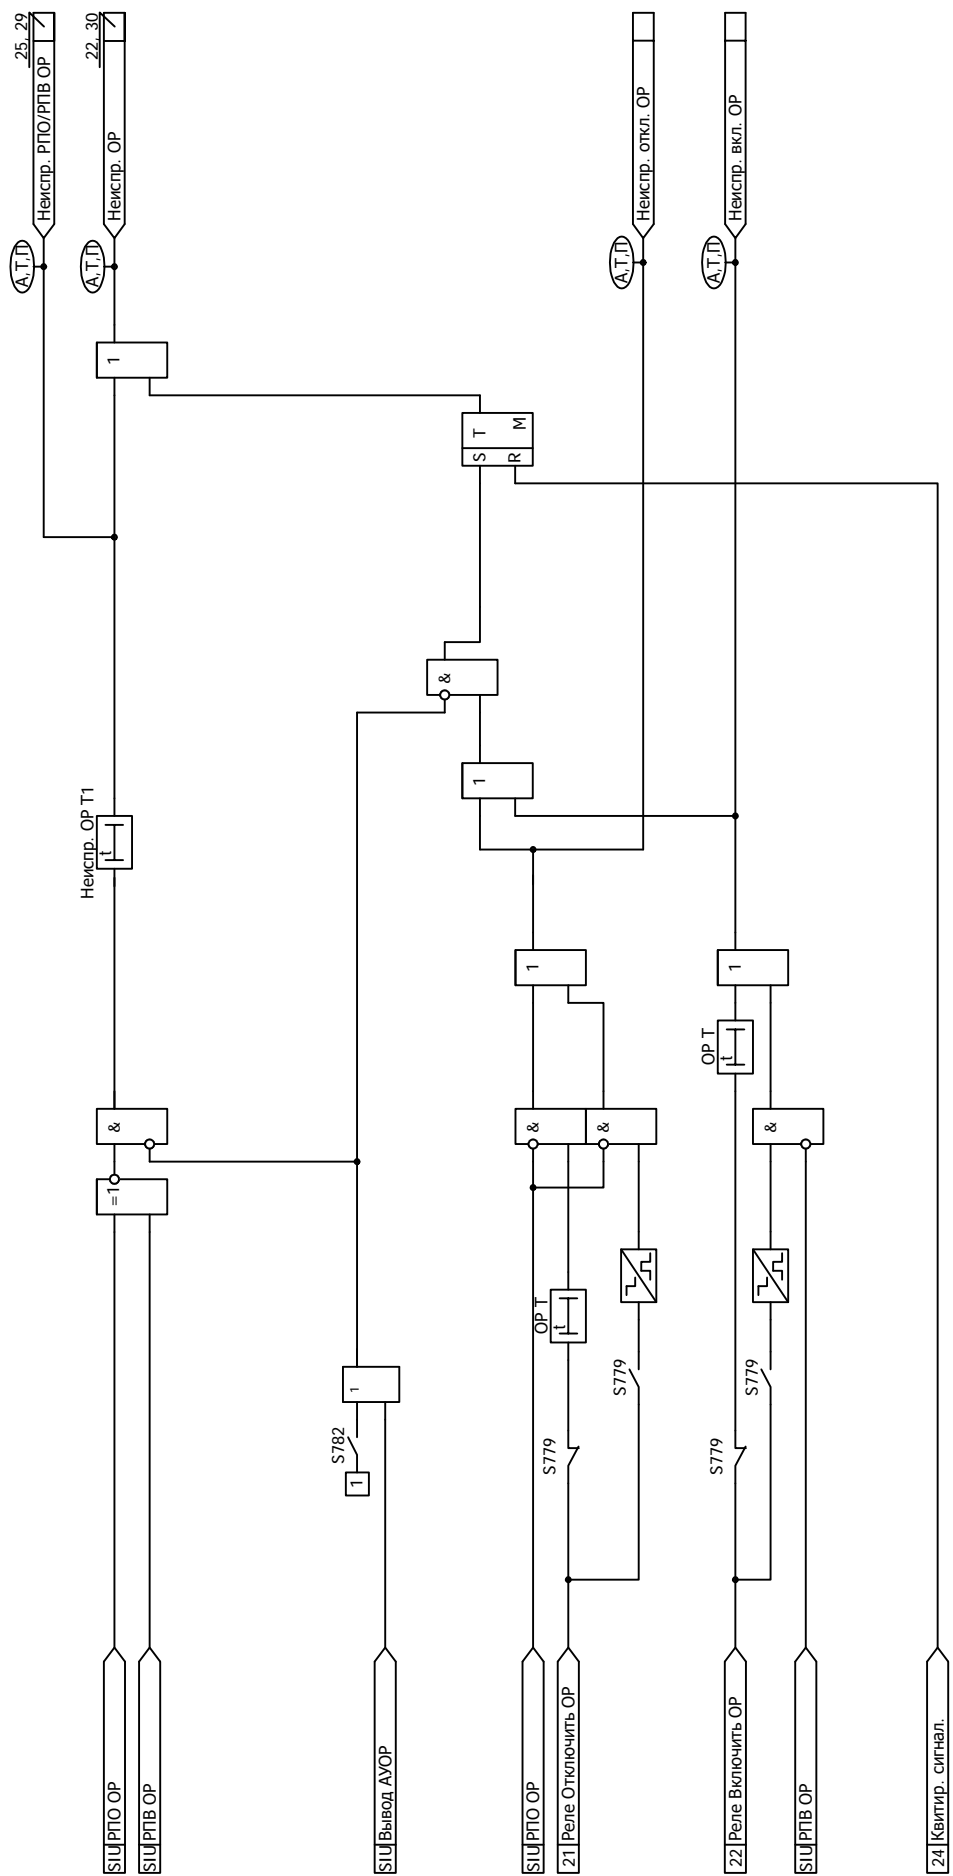 SIU РПО ОР
SIU РПВ ОР
=1
&
Неиспр. ОР Т1
t
1
А,Т,П
Неиспр. РПО/РПВ ОР
25, 29
А,Т,П
Неиспр. ОР
22, 30
SIU Вывод АУОР
1
S782
1
&
1
S T
R M
SIU РПО ОР
21 Реле Отключить ОР
S779
S779
ОР Т
t
&
&
1
А,Т,П
Неиспр. откл. ОР
22 Реле Включить ОР
SIU РПВ ОР
S779
S779
ОР Т
t
&
1
А,Т,П
Неиспр. вкл. ОР
24 Квитир. сигнал.